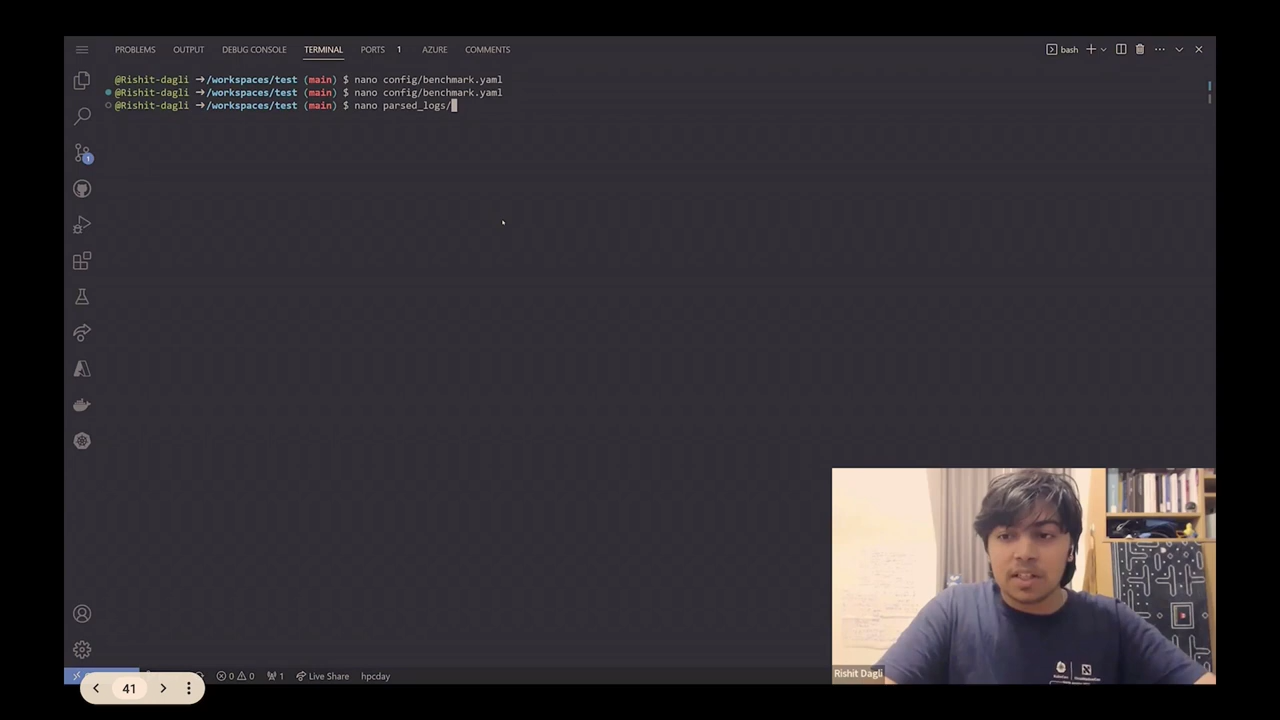 PROBLEMS OUTPUT DEBUG CONSOLE TERMINAL PORTS 1 AZURE COMMENTS bash
@Rishit-dagli →/workspaces/test (main) $ nano config/benchmark.yaml
@Rishit-dagli →/workspaces/test (main) $ nano config/benchmark.yaml
@Rishit-dagli →/workspaces/test (main) $ nano parsed_logs/
1
0 0 1 Live Share hpcday
41
Rishit Dagli